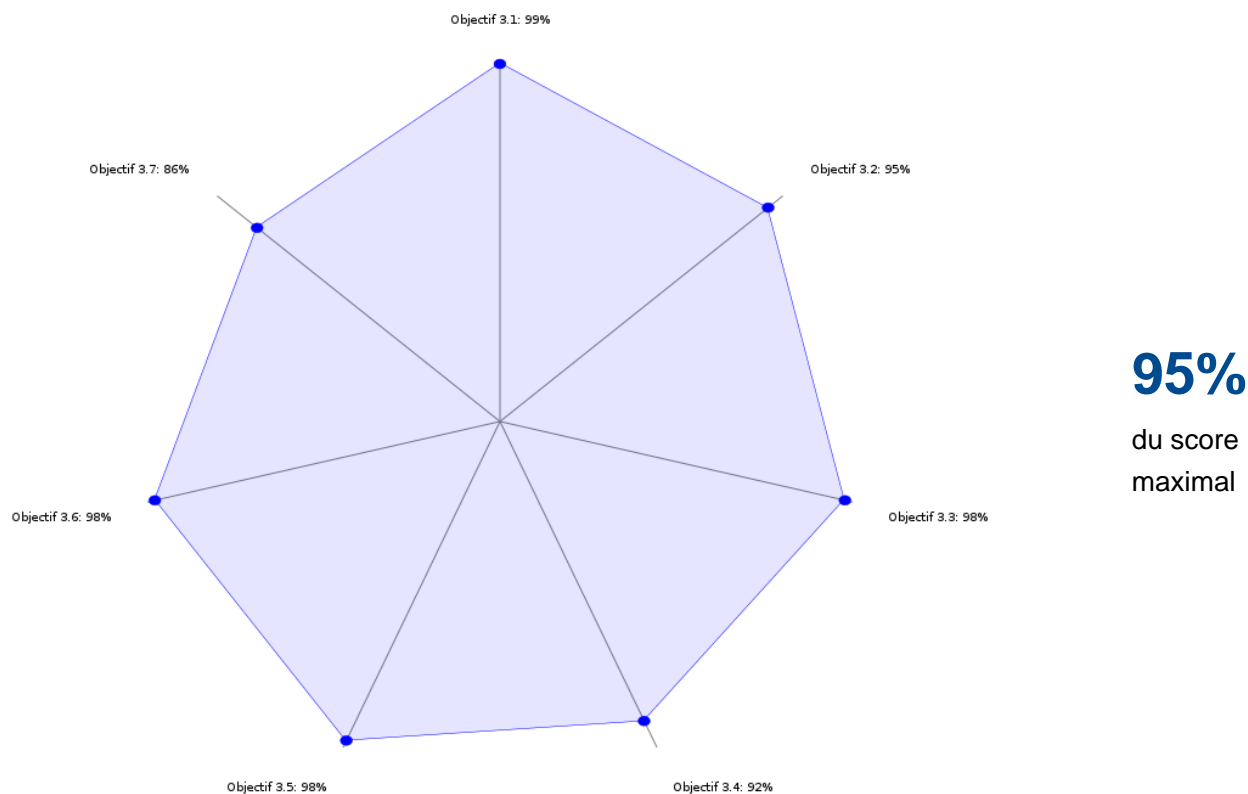 Objectif 3.1: 99%
Objectif 3.7: 86%
Objectif 3.2: 95%
95%
du score
maximal
Objectif 3.6: 98%
Objectif 3.3: 98%
Objectif 3.5: 98%
Objectif 3.4: 92%